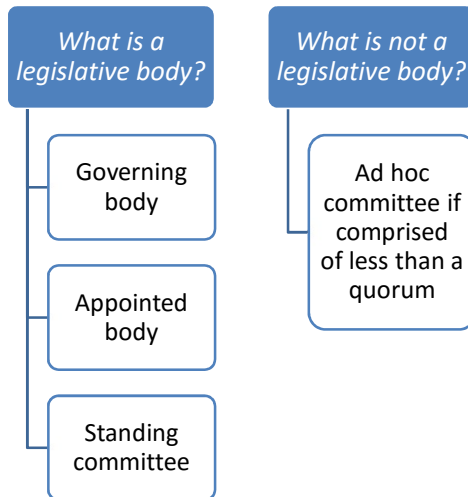 What is a
legislative body?
Governing
body
Appointed
body
Standing
committee
What is not a
legislative body?
Ad hoc
committee if
comprised
of less than a
quorum